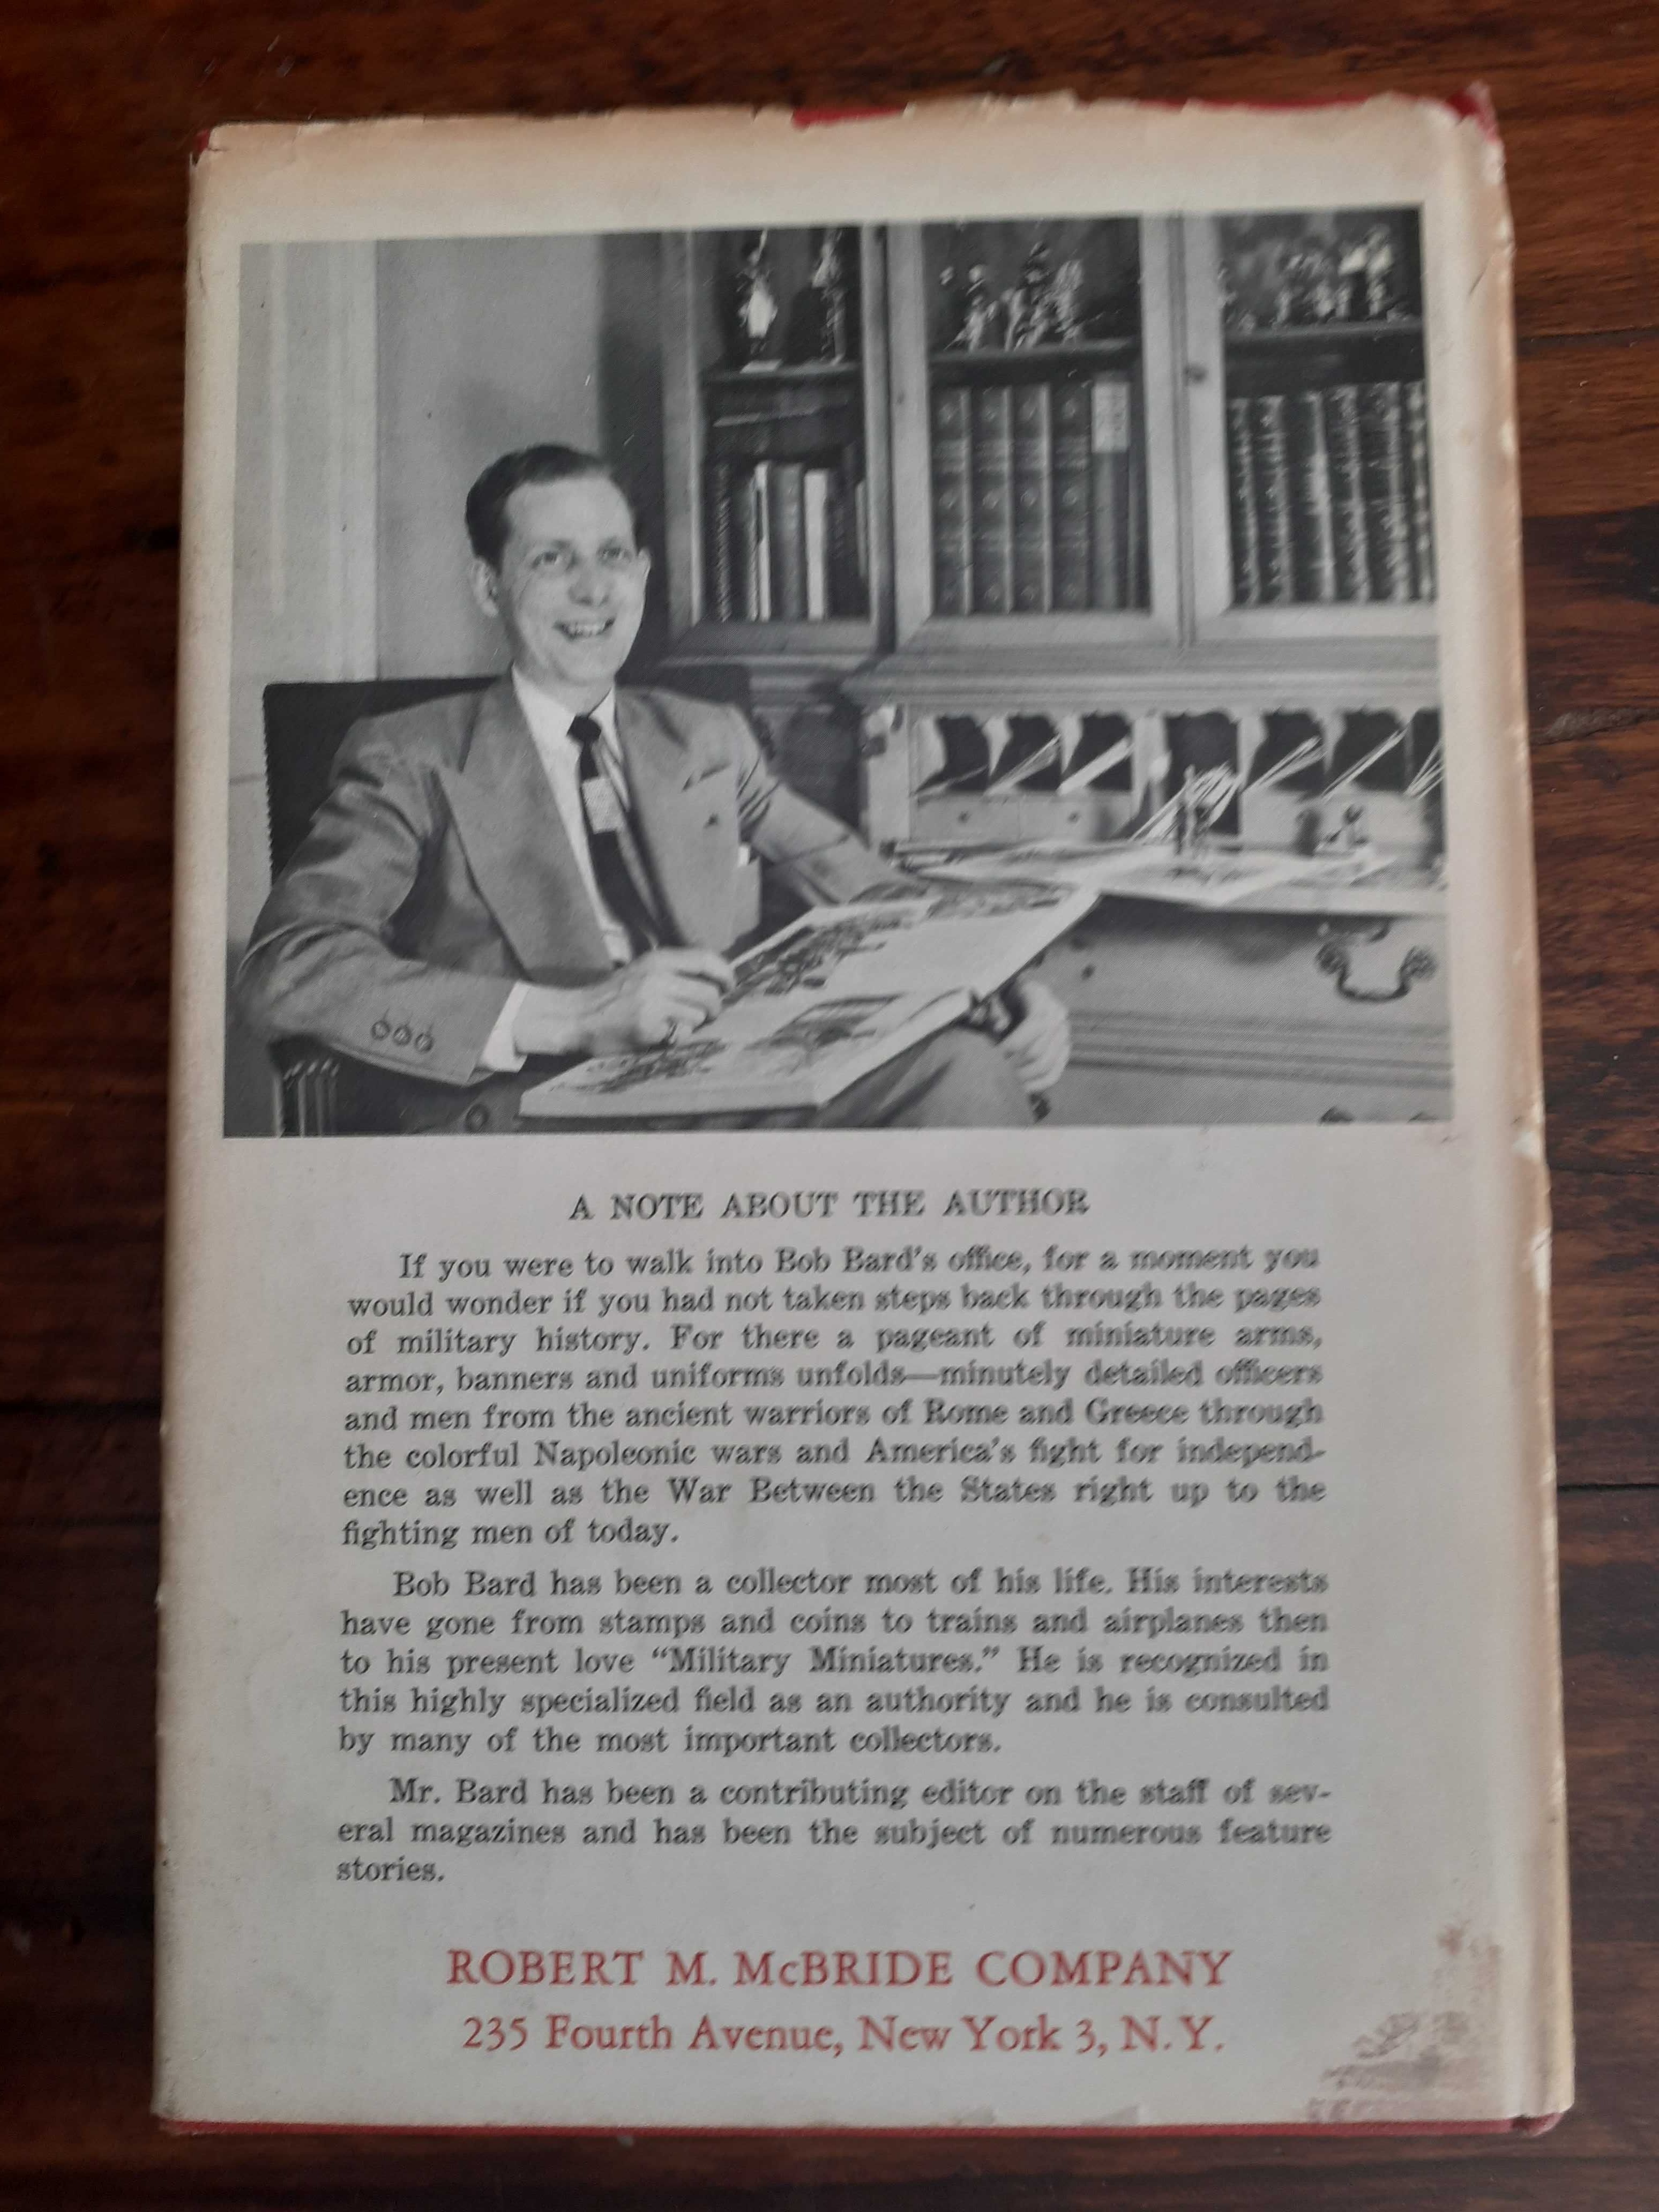 A NOTE ABOUT THE AUTHOR
If you were to walk into Bob Bard's office, for a moment you
would wonder if you had not taken steps back through the pages
of military history. For there a pageant of miniature arms,
armor, banners and uniforms unfolds—minutely detailed officers
and men from the ancient warriors of Rome and Greece through
the colorful Napoleonic wars and America's fight for independ-
ence as well as the War Between the States right up to the
fighting men of today.
Bob Bard has been a collector most of his life. His interests
have gone from stamps and coins to trains and airplanes then
to his present love “Military Miniatures.” He is recognized in
this highly specialized field as an authority and he is consulted
by many of the most important collectors.
Mr. Bard has been a contributing editor on the staff of sev-
eral magazines and has been the subject of numerous feature
stories.
ROBERT M. McBRIDE COMPANY
235 Fourth Avenue, New York 3, N. Y.